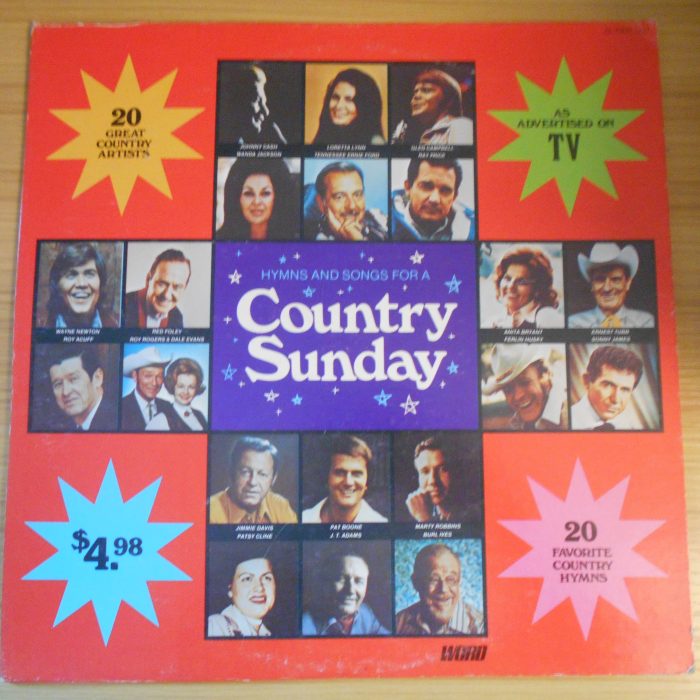 20
GREAT
COUNTRY
ARTISTS
JOHNNY CASH
WANDA JACKSON
LORETTA LYNN
TENNESSEE ERNIE FORD
GLEN CAMPBELL
RAY PRICE
AS
ADVERTISED ON
TV
HYMNS AND SONGS FOR A
Country
Sunday
WAYNE NEWTON
ROY ACUFF
RED FOLEY
ROY ROGERS & DALE EVANS
ANITA BRYANT
FERLIN HUSKY
ERNEST TUBB
SONNY JAMES
JIMMIE DAVIS
PATSY CLINE
PAT BOONE
J. T. ADAMS
MARTY ROBBINS
BURL IVES
$4.98
20
FAVORITE
COUNTRY
HYMNS
WORD